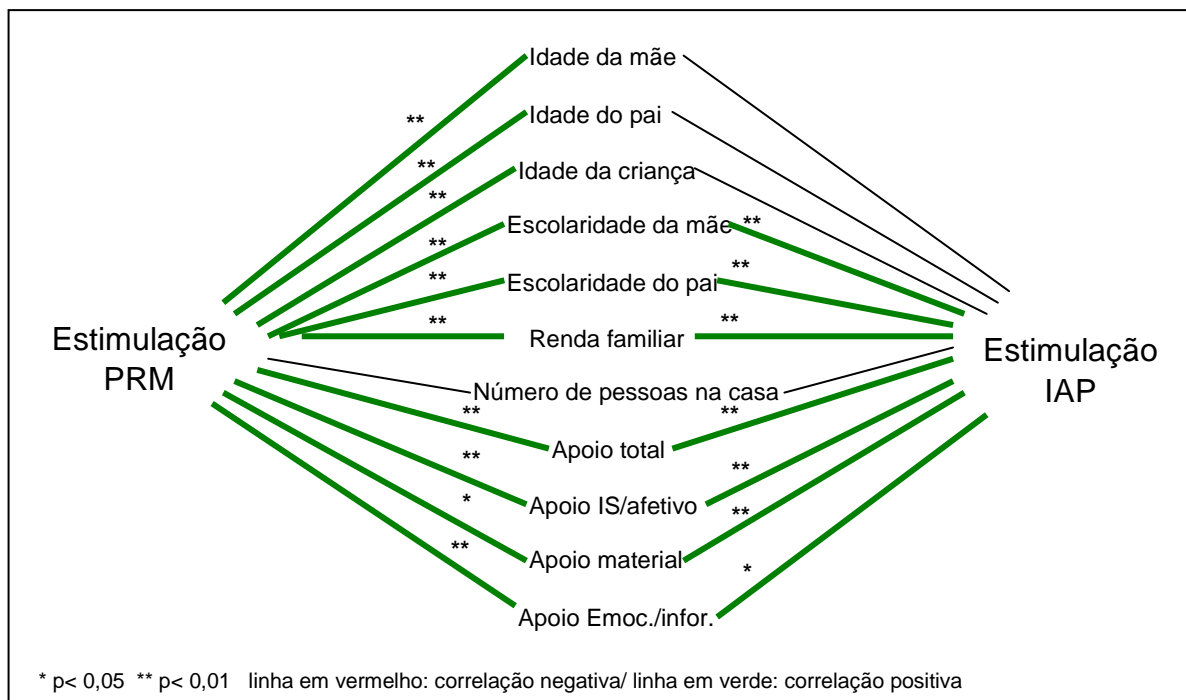 Idade da mãe
**
Idade do pai
**
Idade da criança
**
Escolaridade da mãe
**
**
Escolaridade do pai
**
**
Renda familiar
**
**
Estimulação
PRM
Estimulação
IAP
Número de pessoas na casa
**
**
Apoio total
**
**
Apoio IS/afetivo
*
**
Apoio material
**
*
Apoio Emoc./infor.
* p< 0,05 ** p< 0,01 linha em vermelho: correlação negativa/ linha em verde: correlação positiva